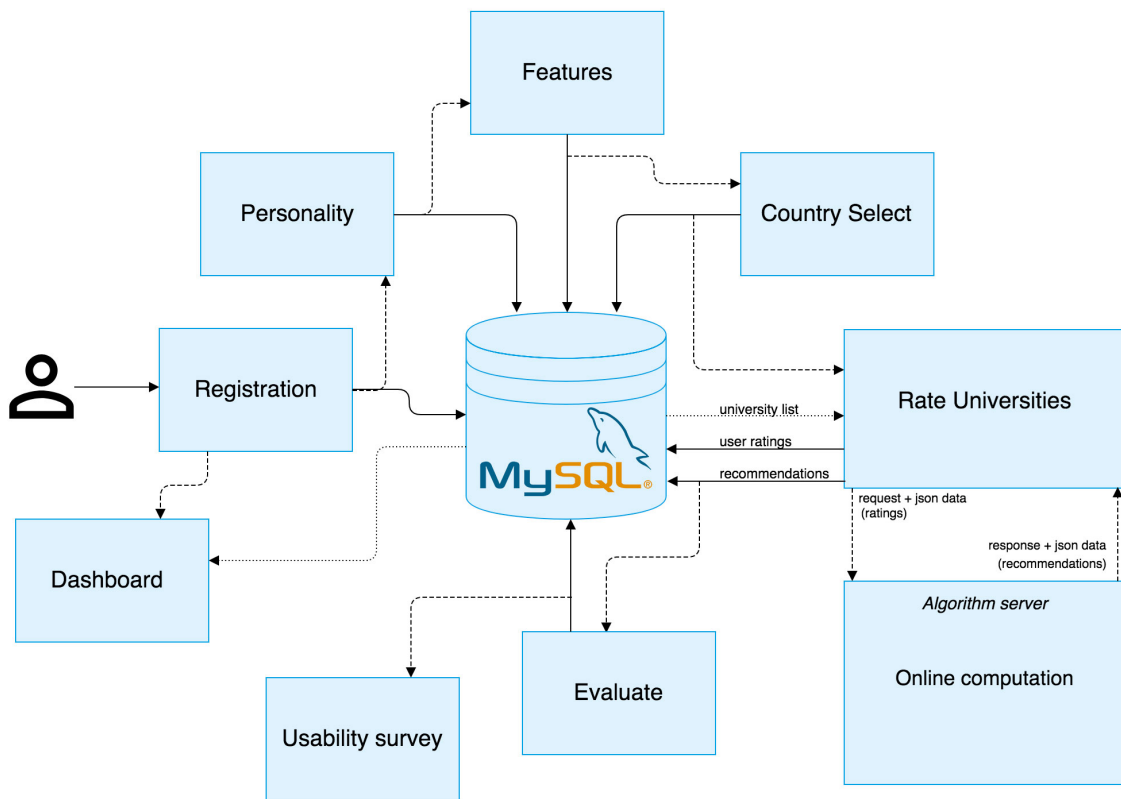 Features
Personality
Country Select
Registration
Rate Universities
university list
user ratings
recommendations
MySQL®
request + json data
(ratings)
response + json data
(recommendations)
Dashboard
Algorithm server
Online computation
Evaluate
Usability survey